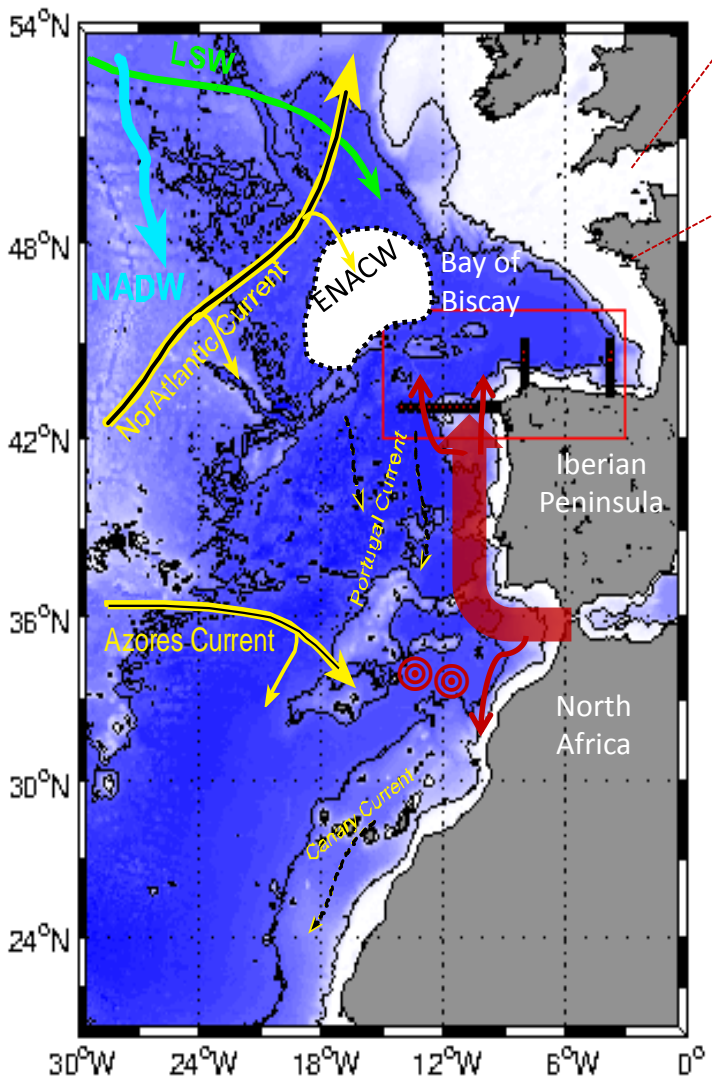 54°N
LSW
48°N
NADW
ENACW
Bay of
Biscay
NorAtlantic Current
42°N
Iberian
Peninsula
Portugal Current
36°N
Azores Current
North
Africa
30°N
Canary Current
24°N
30°W
24°W
18°W
12°W
6°W
0°